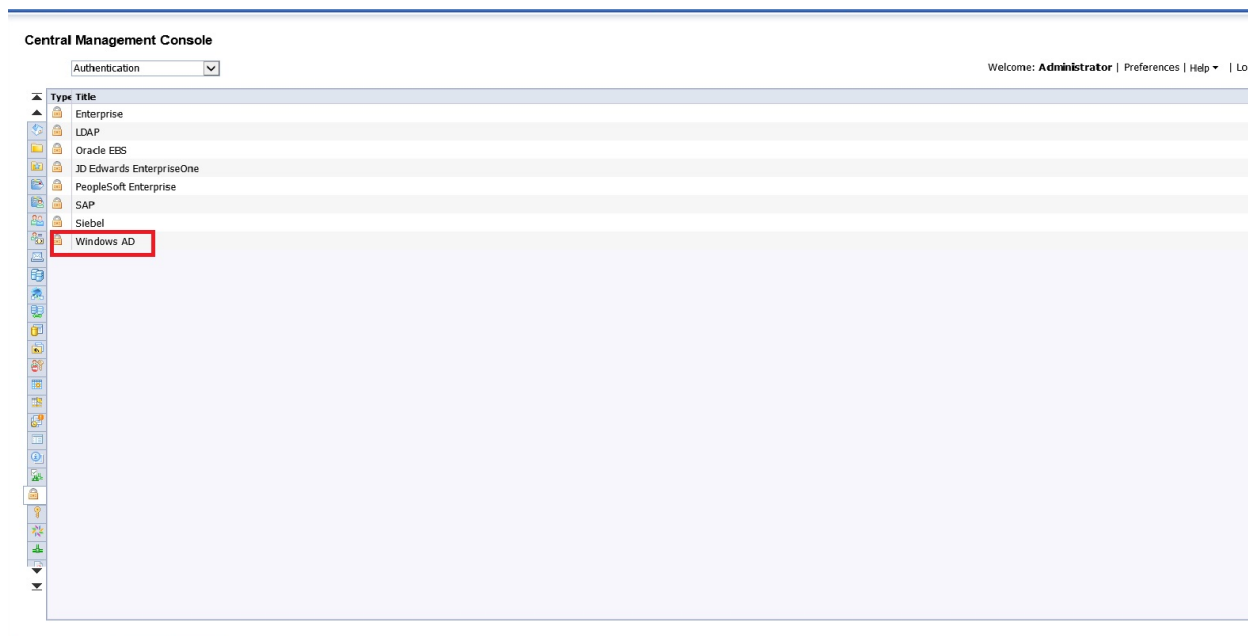 Central Management Console
Authentication
Welcome: Administrator | Preferences | Help | Lo
Type Title
Enterprise
LDAP
Oracle EBS
JD Edwards EnterpriseOne
PeopleSoft Enterprise
SAP
Siebel
Windows AD